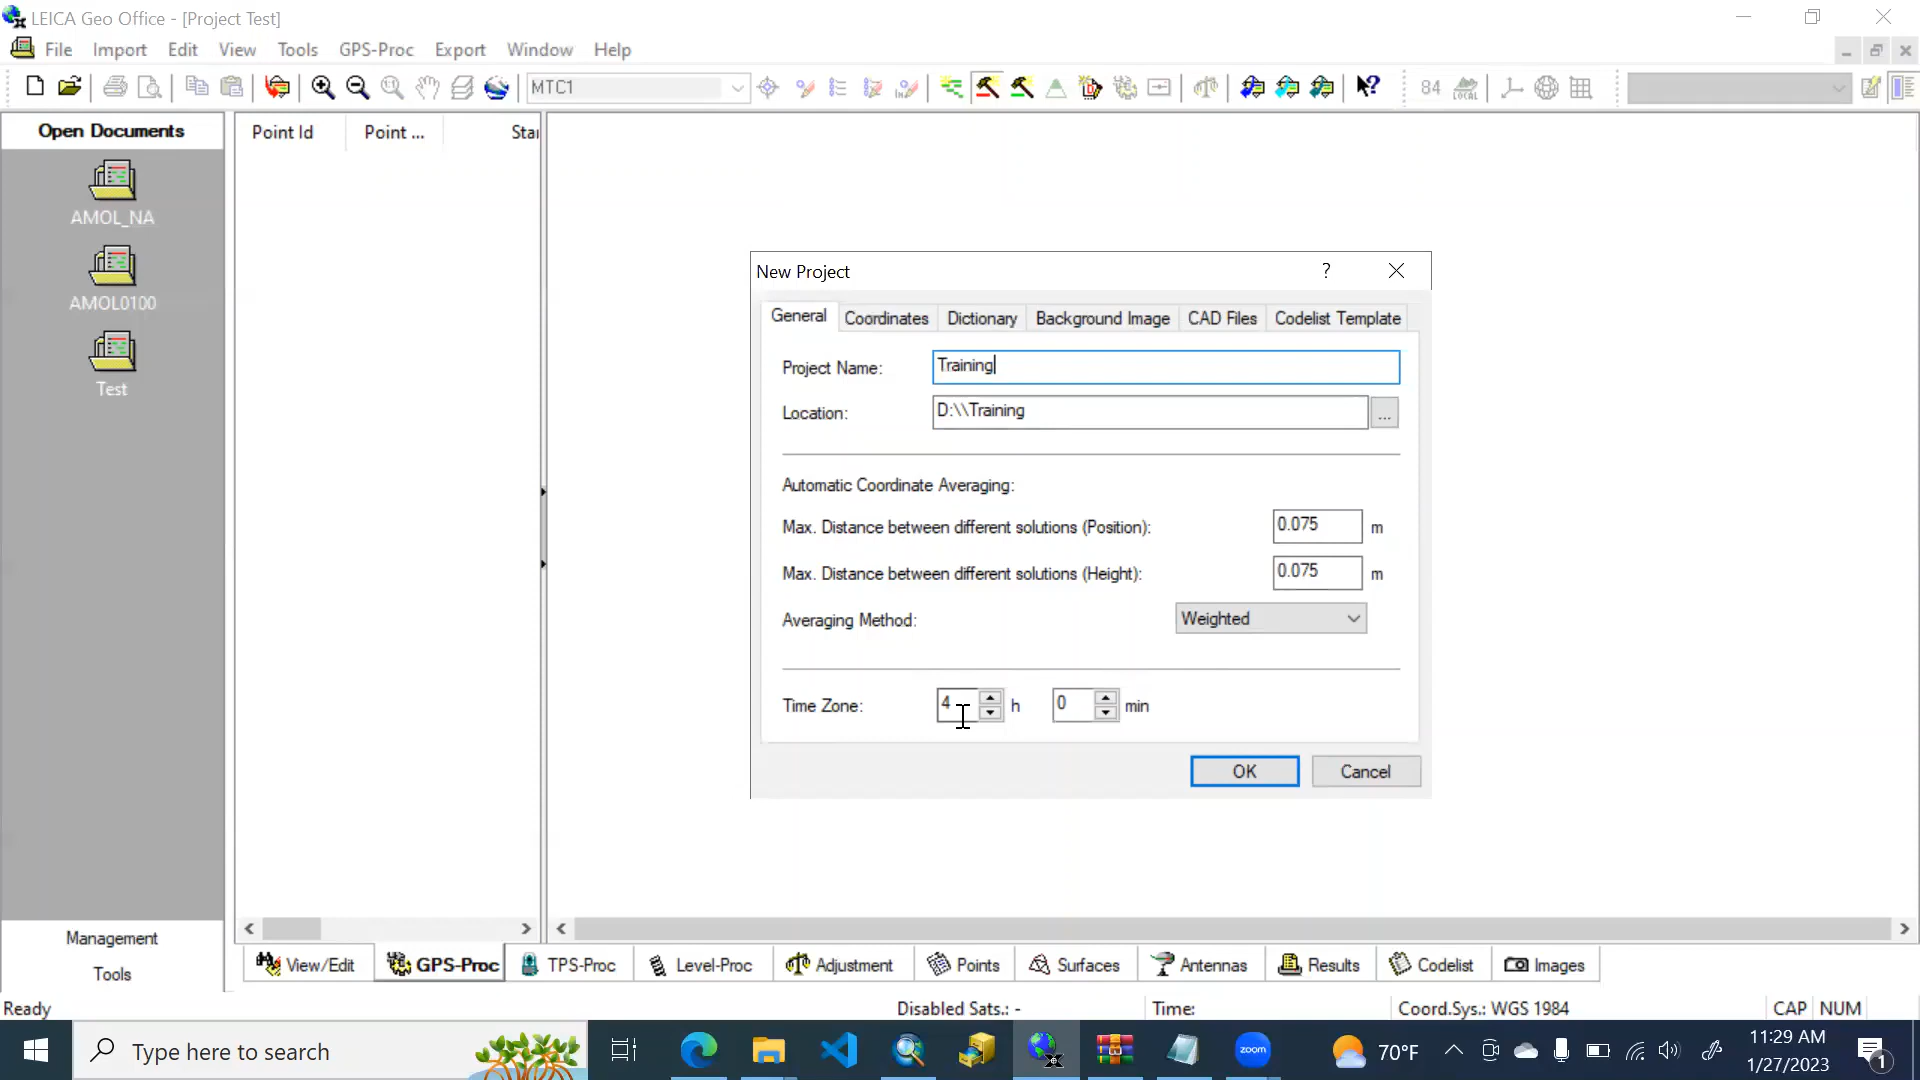 LEICA Geo Office - [Project Test]
File Import Edit View Tools GPS-Proc Export Window Help
MTC1
84
LOCAL
Open Documents
Point Id Point ... Star
AMOL_NA
AMOL0100
Test
New Project ?
General Coordinates Dictionary Background Image CAD Files Codelist Template
Project Name: Training
Location: D:\\Training ...
Automatic Coordinate Averaging:
Max. Distance between different solutions (Position): 0.075 m
Max. Distance between different solutions (Height): 0.075 m
Averaging Method: Weighted
Time Zone: 4 h 0 min
OK Cancel
Management
Tools
View/Edit GPS-Proc TPS-Proc Level-Proc Adjustment Points Surfaces Antennas Results Codelist Images
Ready Disabled Sats.: - Time: Coord.Sys.: WGS 1984 CAP NUM
Type here to search zoom 70°F 11:29 AM
1/27/2023
1